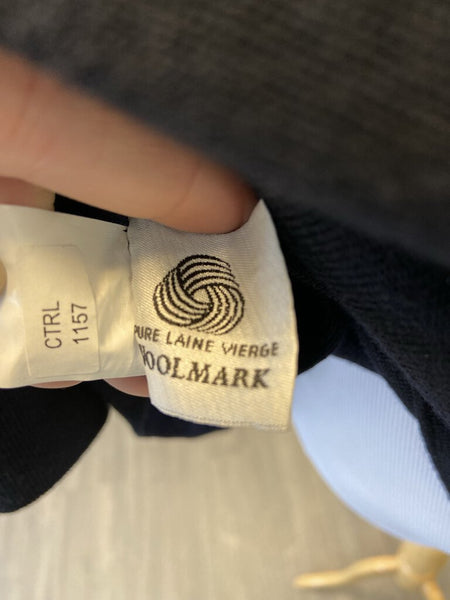 CTRL
1157
PURE LAINE VIERGE
WOOLMARK